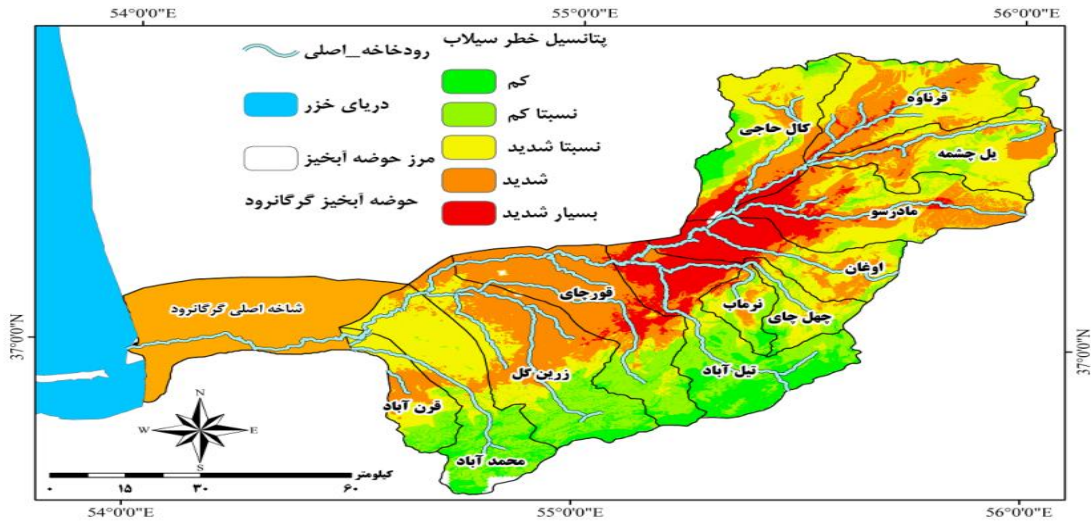 54°0'0"E 55°0'0"E 56°0'0"E
پتانسیل خطر سیلاب
کم
نسبتا کم
نسبتا شدید
شدید
بسیار شدید
رودخاخه_اصلی
دریای خزر
مرز حوضه آبخیز
حوضه آبخیز گرگانرود
قرناوه
کال حاجی
یل چشمه
مادرسو
اوغان
نرماب
چهل چای
تیل آباد
قورچای
زرین گل
قرن آباد
محمد آباد
شاخه اصلی گرگانرود
37°0'0"N
37°0'0"N
N
W E
S
کیلومتر
۰ ۱۵ ۳۰ ۶۰
54°0'0"E 55°0'0"E 56°0'0"E